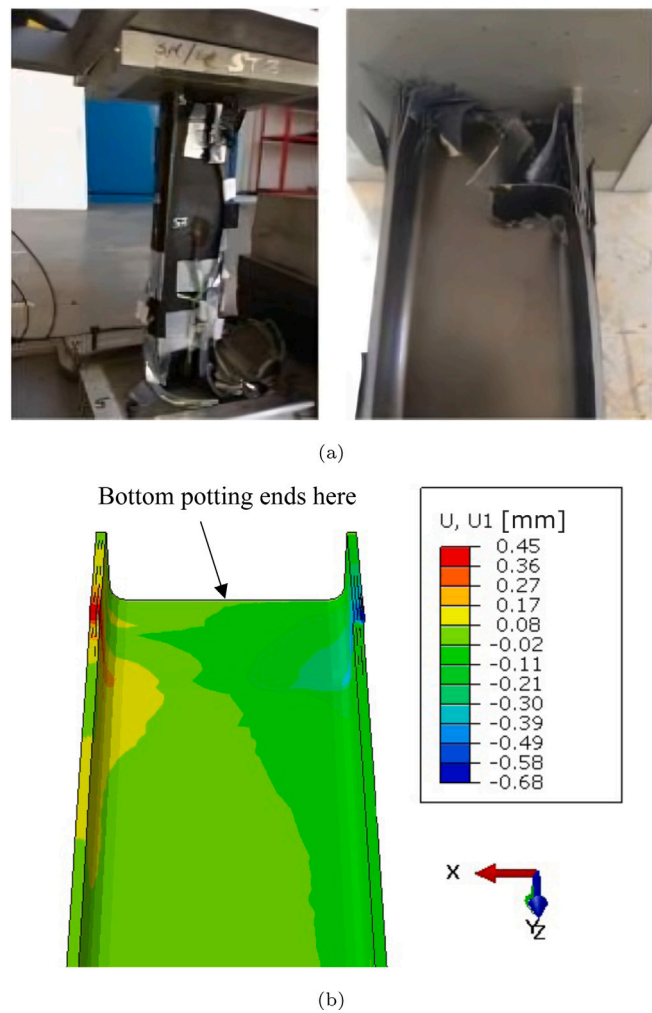 ST3
(a)
Bottom potting ends here
U, U1 [mm]
0.45
0.36
0.27
0.17
0.08
-0.02
-0.11
-0.21
-0.30
-0.39
-0.49
-0.58
-0.68
X
Y
Z
(b)